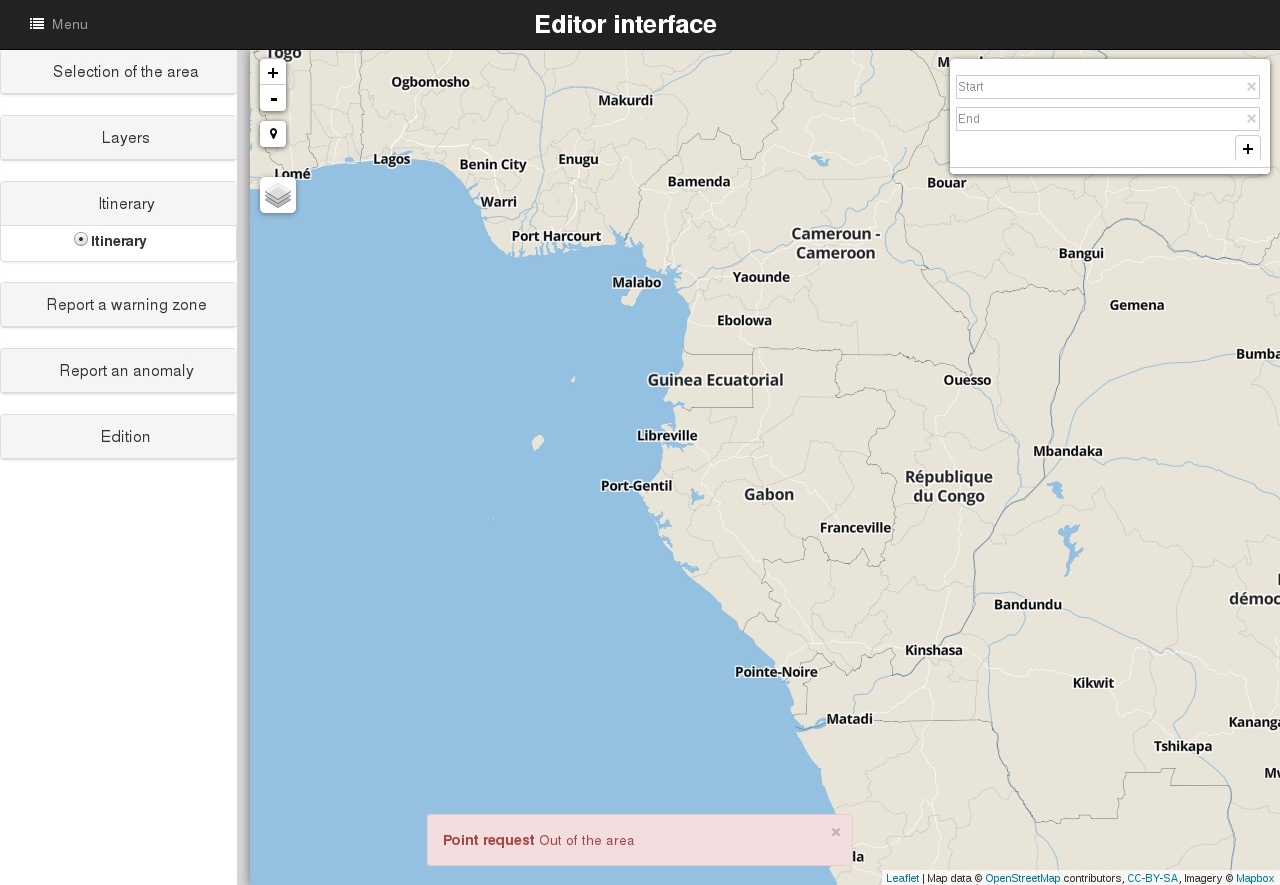 Menu
Editor interface
Selection of the area
Layers
Itinerary
Itinerary
Report a warning zone
Report an anomaly
Edition
+
-
Start
×
End
×
+
Togo
Ogbomosho
Makurdi
Lagos
Benin City
Enugu
Lomé
Bamenda
Bouar
Warri
Port Harcourt
Cameroun -
Cameroon
Bangui
Malabo
Yaounde
Gemena
Ebolowa
Bumba
Guinea Ecuatorial
Ouesso
Libreville
Mbandaka
Port-Gentil
Gabon
République
du Congo
Franceville
démoc
Bandundu
Kinshasa
Pointe-Noire
Kikwit
Matadi
Kananga
Tshikapa
Point request Out of the area
×
la
Leaflet | Map data © OpenStreetMap contributors, CC-BY-SA, Imagery © Mapbox